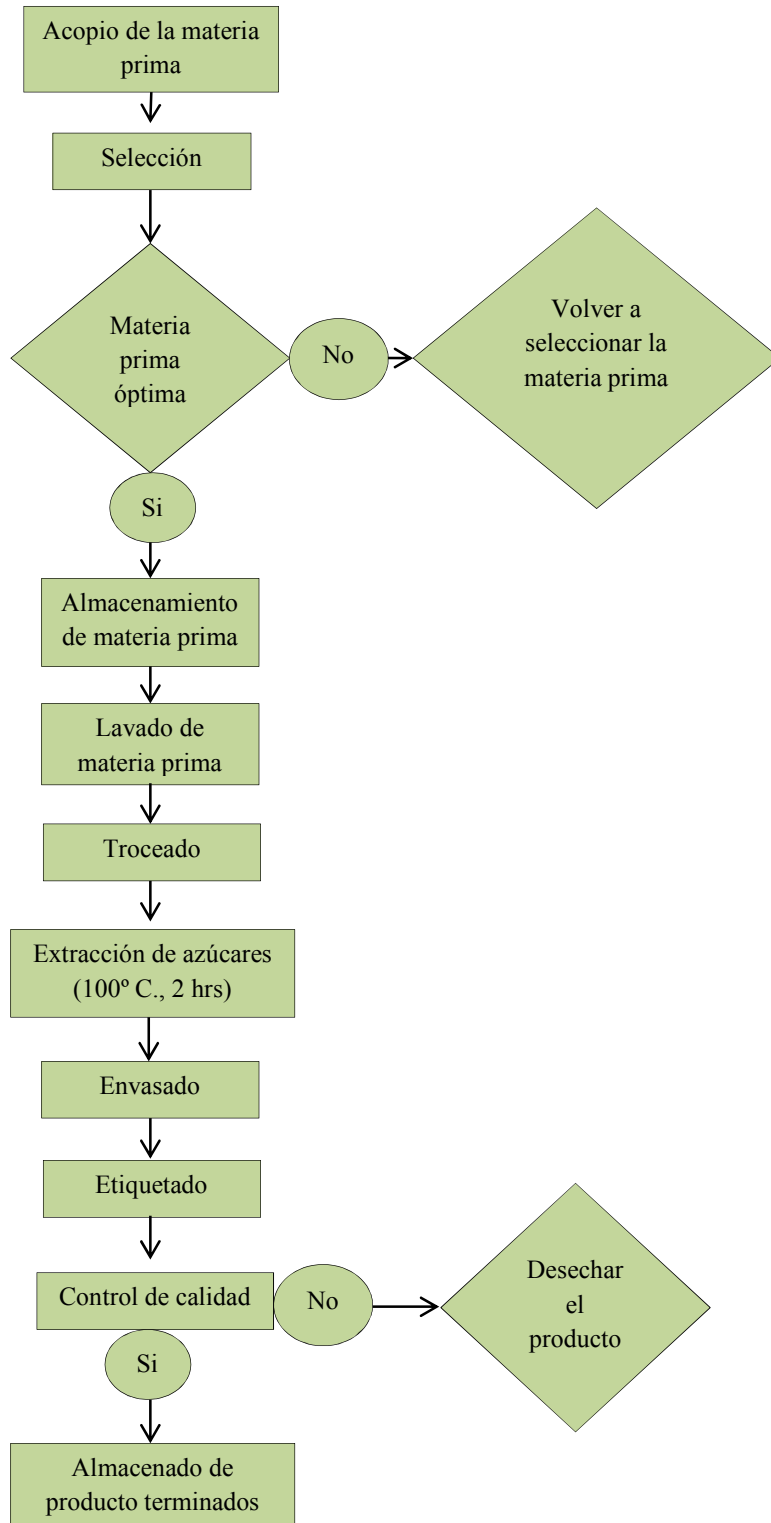 Acopio de la materia
prima
Selección
Materia
prima
óptima
No
Volver a
seleccionar la
materia prima
Si
Almacenamiento
de materia prima
Lavado de
materia prima
Troceado
Extracción de azúcares
(100º C., 2 hrs)
Envasado
Etiquetado
Control de calidad
No
Desechar
el
producto
Si
Almacenado de
producto terminados